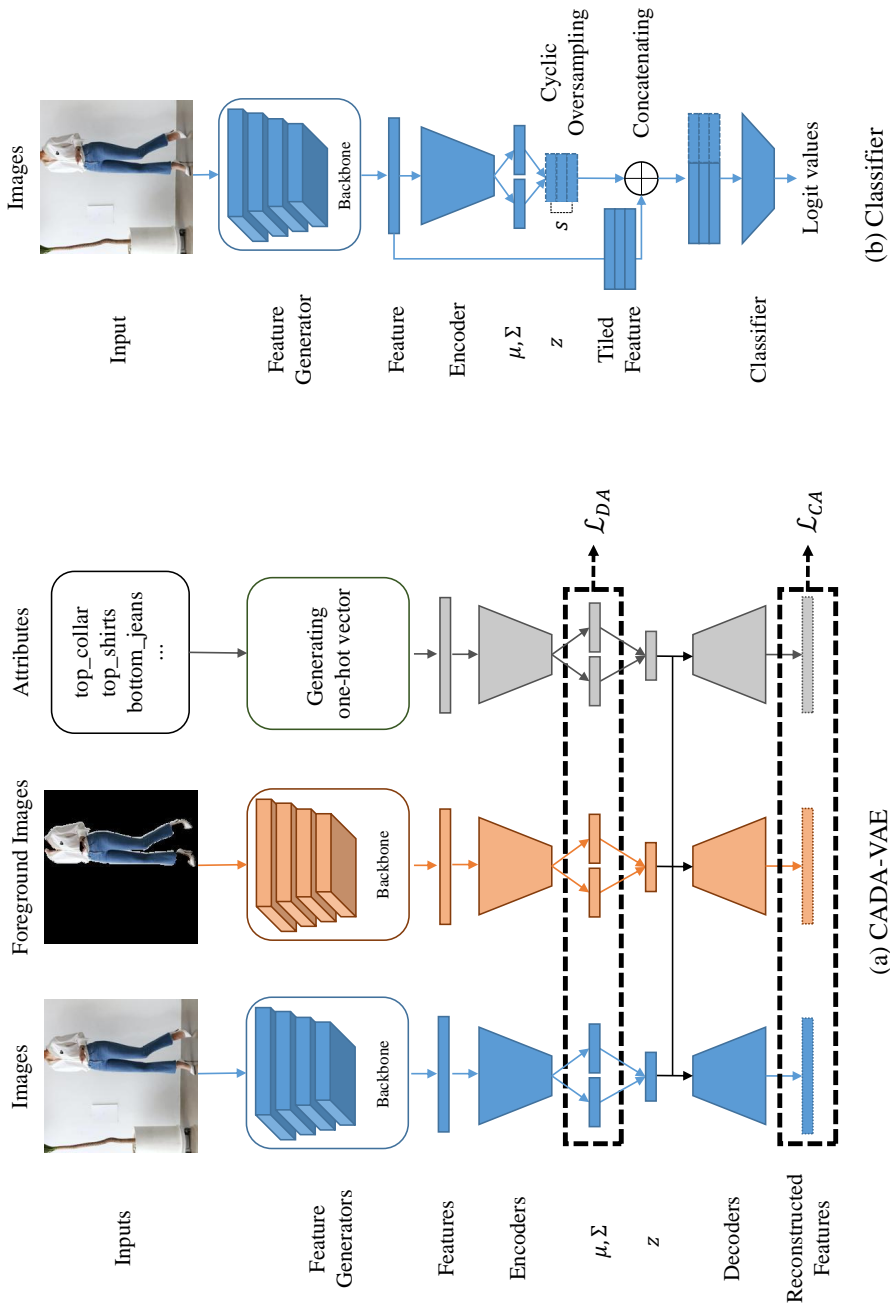 Images
Foreground Images
Attributes
Inputs
top_collar
top_shirts
bottom_jeans
...
Feature
Generators
Backbone
Backbone
Generating
one-hot vector
Features
Encoders
μ, Σ
ℒ_DA
z
Decoders
Reconstructed
Features
ℒ_CA
(a) CADA-VAE
Images
Input
Feature
Generator
Backbone
Feature
Encoder
μ, Σ
z
s
Cyclic
Oversampling
Tiled
Feature
Concatenating
Classifier
Logit values
(b) Classifier